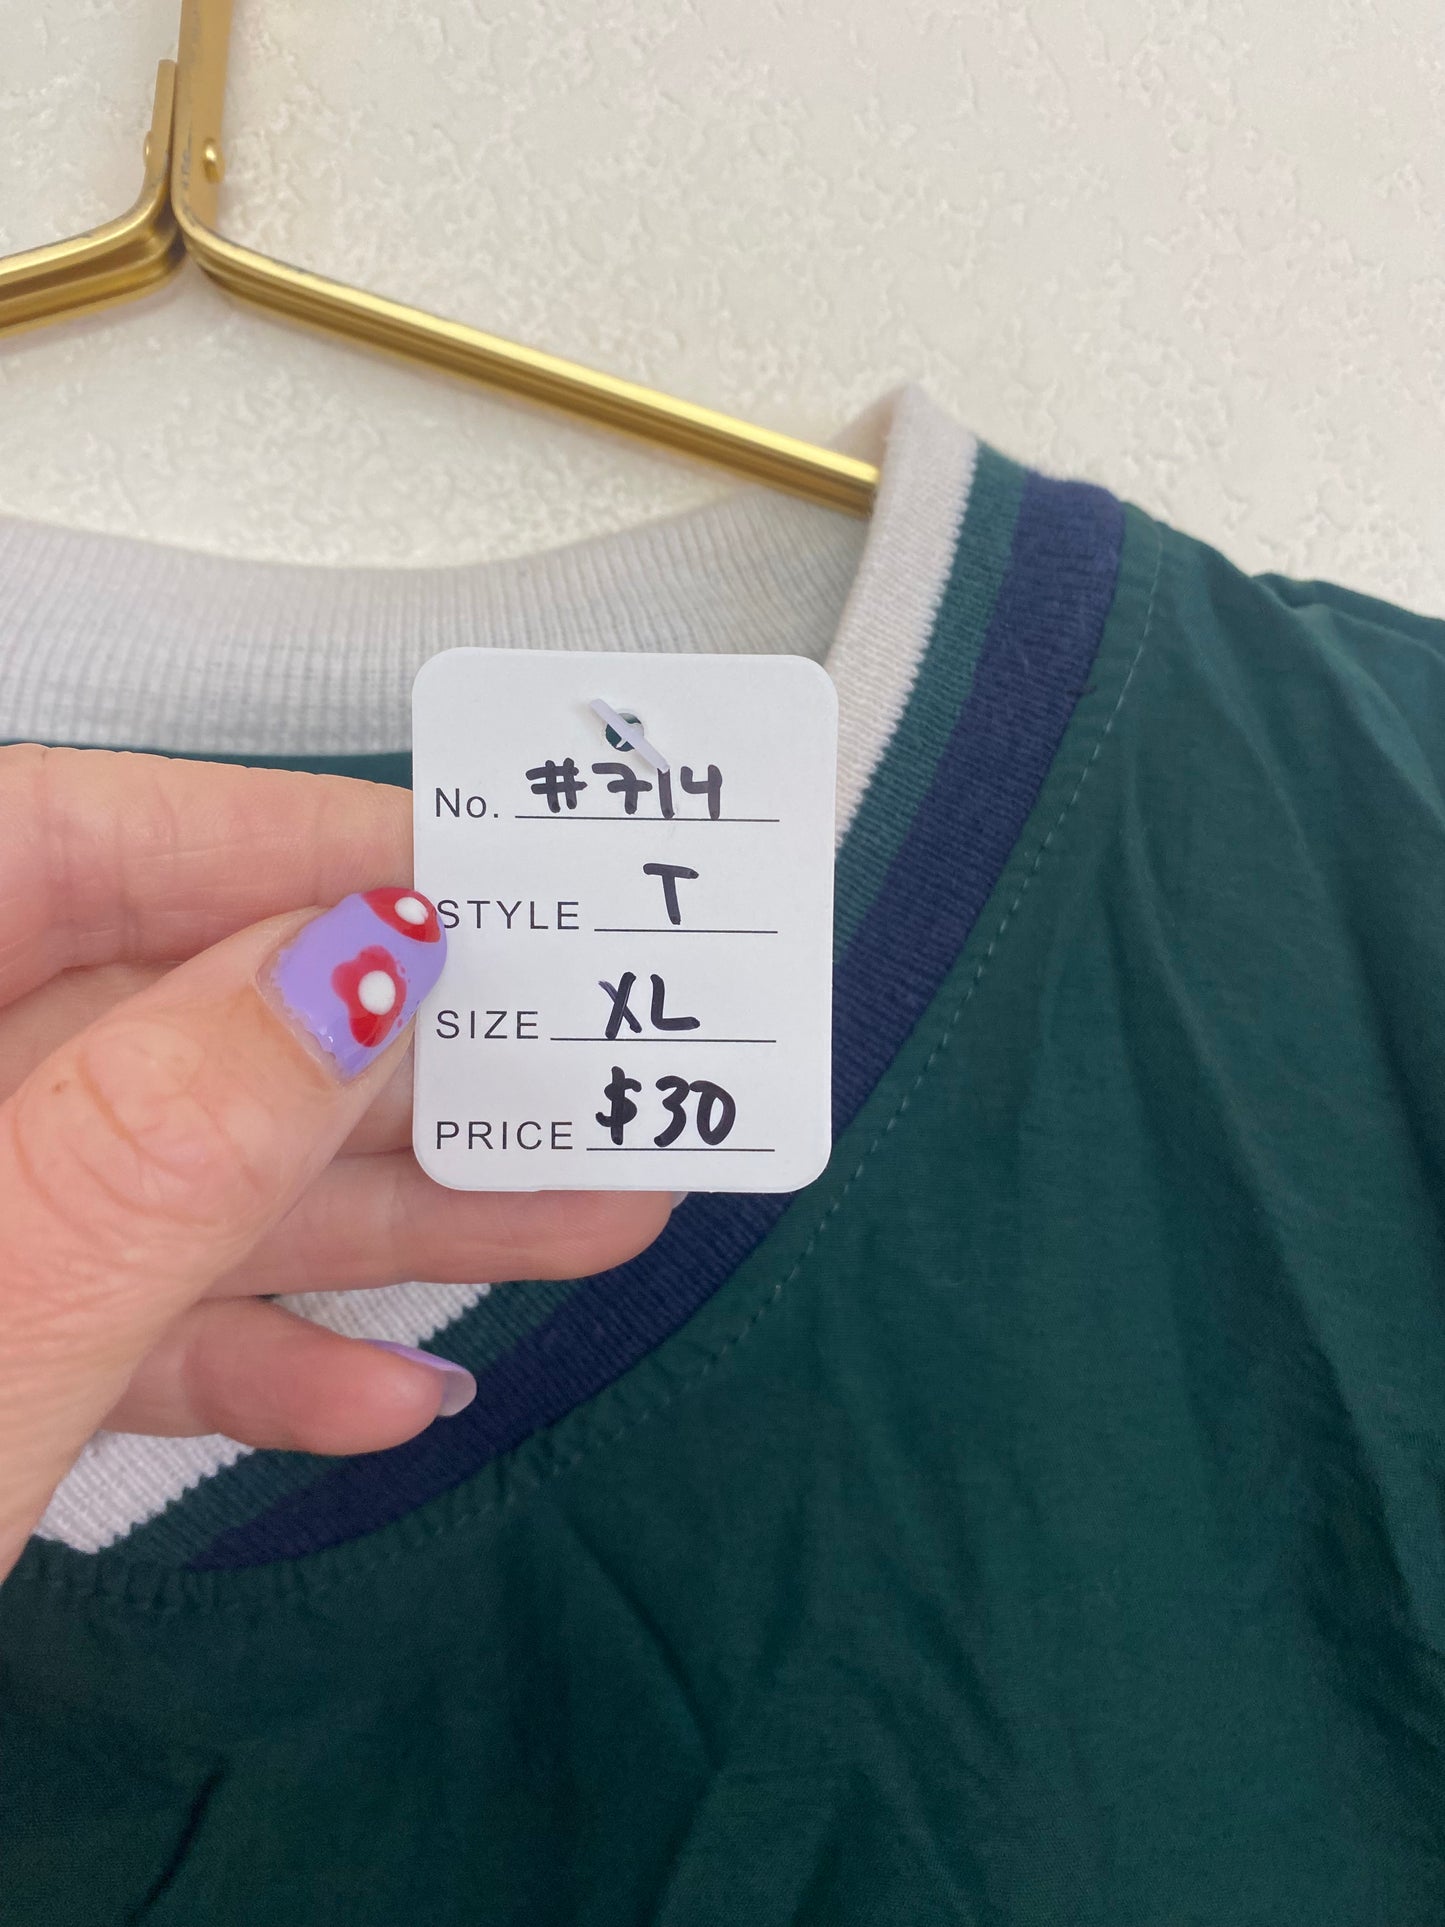 No. #714
STYLE T
SIZE XL
PRICE $30